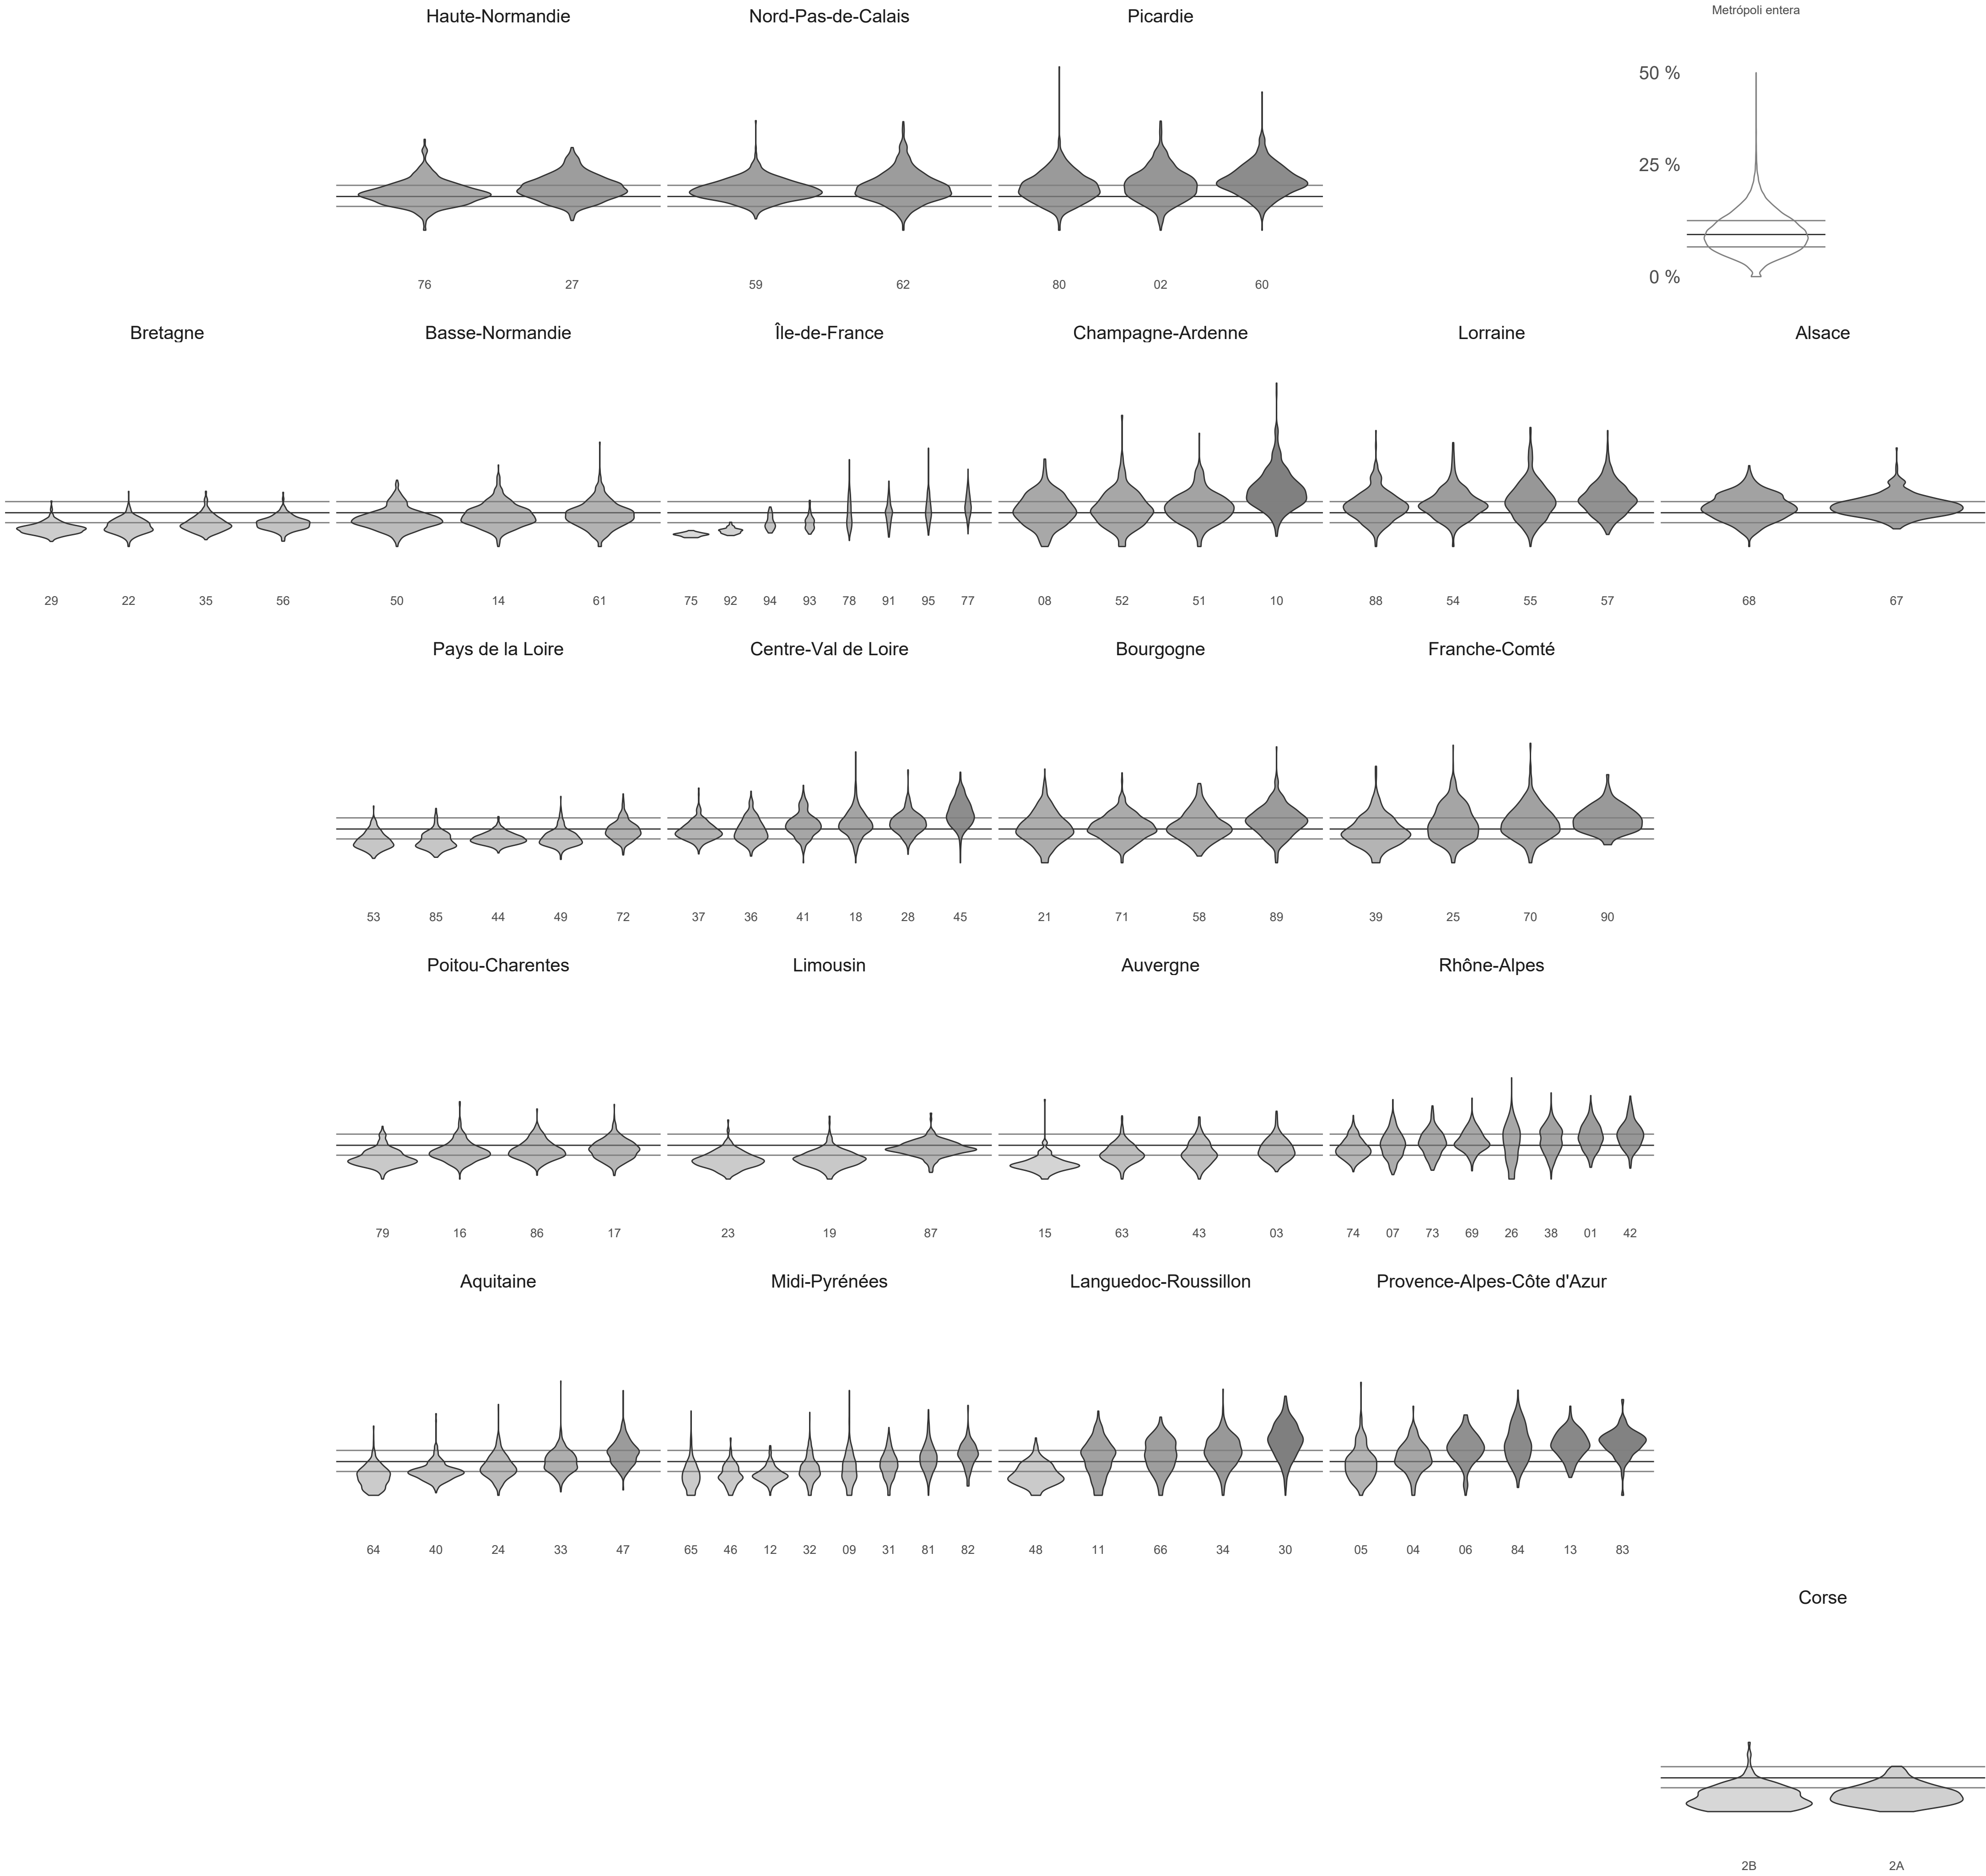 Haute-Normandie
Nord-Pas-de-Calais
Picardie
Metrópoli entera
50 %
25 %
0 %
76 27
59 62
80 02 60
Bretagne
Basse-Normandie
Île-de-France
Champagne-Ardenne
Lorraine
Alsace
29 22 35 56
50 14 61
75 92 94 93 78 91 95 77
08 52 51 10
88 54 55 57
68 67
Pays de la Loire
Centre-Val de Loire
Bourgogne
Franche-Comté
53 85 44 49 72
37 36 41 18 28 45
21 71 58 89
39 25 70 90
Poitou-Charentes
Limousin
Auvergne
Rhône-Alpes
79 16 86 17
23 19 87
15 63 43 03
74 07 73 69 26 38 01 42
Aquitaine
Midi-Pyrénées
Languedoc-Roussillon
Provence-Alpes-Côte d'Azur
64 40 24 33 47
65 46 12 32 09 31 81 82
48 11 66 34 30
05 04 06 84 13 83
Corse
2B 2A